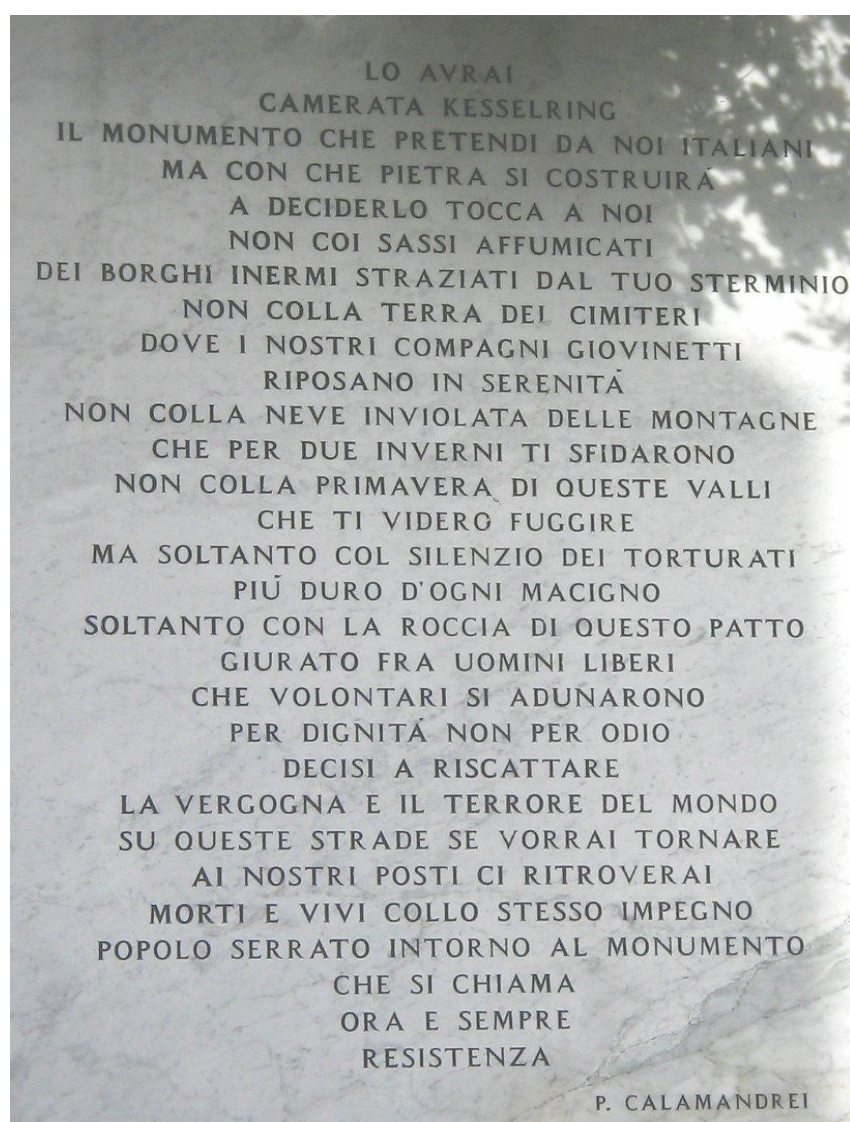 LO AVRAI
CAMERATA KESSELRING
IL MONUMENTO CHE PRETENDI DA NOI ITALIANI
MA CON CHE PIETRA SI COSTRUIRÁ
A DECIDERLO TOCCA A NOI
NON COI SASSI AFFUMICATI
DEI BORGHI INERMI STRAZIATI DAL TUO STERMINIO
NON COLLA TERRA DEI CIMITERI
DOVE I NOSTRI COMPAGNI GIOVINETTI
RIPOSANO IN SERENITÁ
NON COLLA NEVE INVIOLATA DELLE MONTAGNE
CHE PER DUE INVERNI TI SFIDARONO
NON COLLA PRIMAVERA DI QUESTE VALLI
CHE TI VIDERO FUGGIRE
MA SOLTANTO COL SILENZIO DEI TORTURATI
PIÚ DURO D'OGNI MACIGNO
SOLTANTO CON LA ROCCIA DI QUESTO PATTO
GIURATO FRA UOMINI LIBERI
CHE VOLONTARI SI ADUNARONO
PER DIGNITÁ NON PER ODIO
DECISI A RISCATTARE
LA VERGOGNA E IL TERRORE DEL MONDO
SU QUESTE STRADE SE VORRAI TORNARE
AI NOSTRI POSTI CI RITROVERAI
MORTI E VIVI COLLO STESSO IMPEGNO
POPOLO SERRATO INTORNO AL MONUMENTO
CHE SI CHIAMA
ORA E SEMPRE
RESISTENZA
P. CALAMANDREI